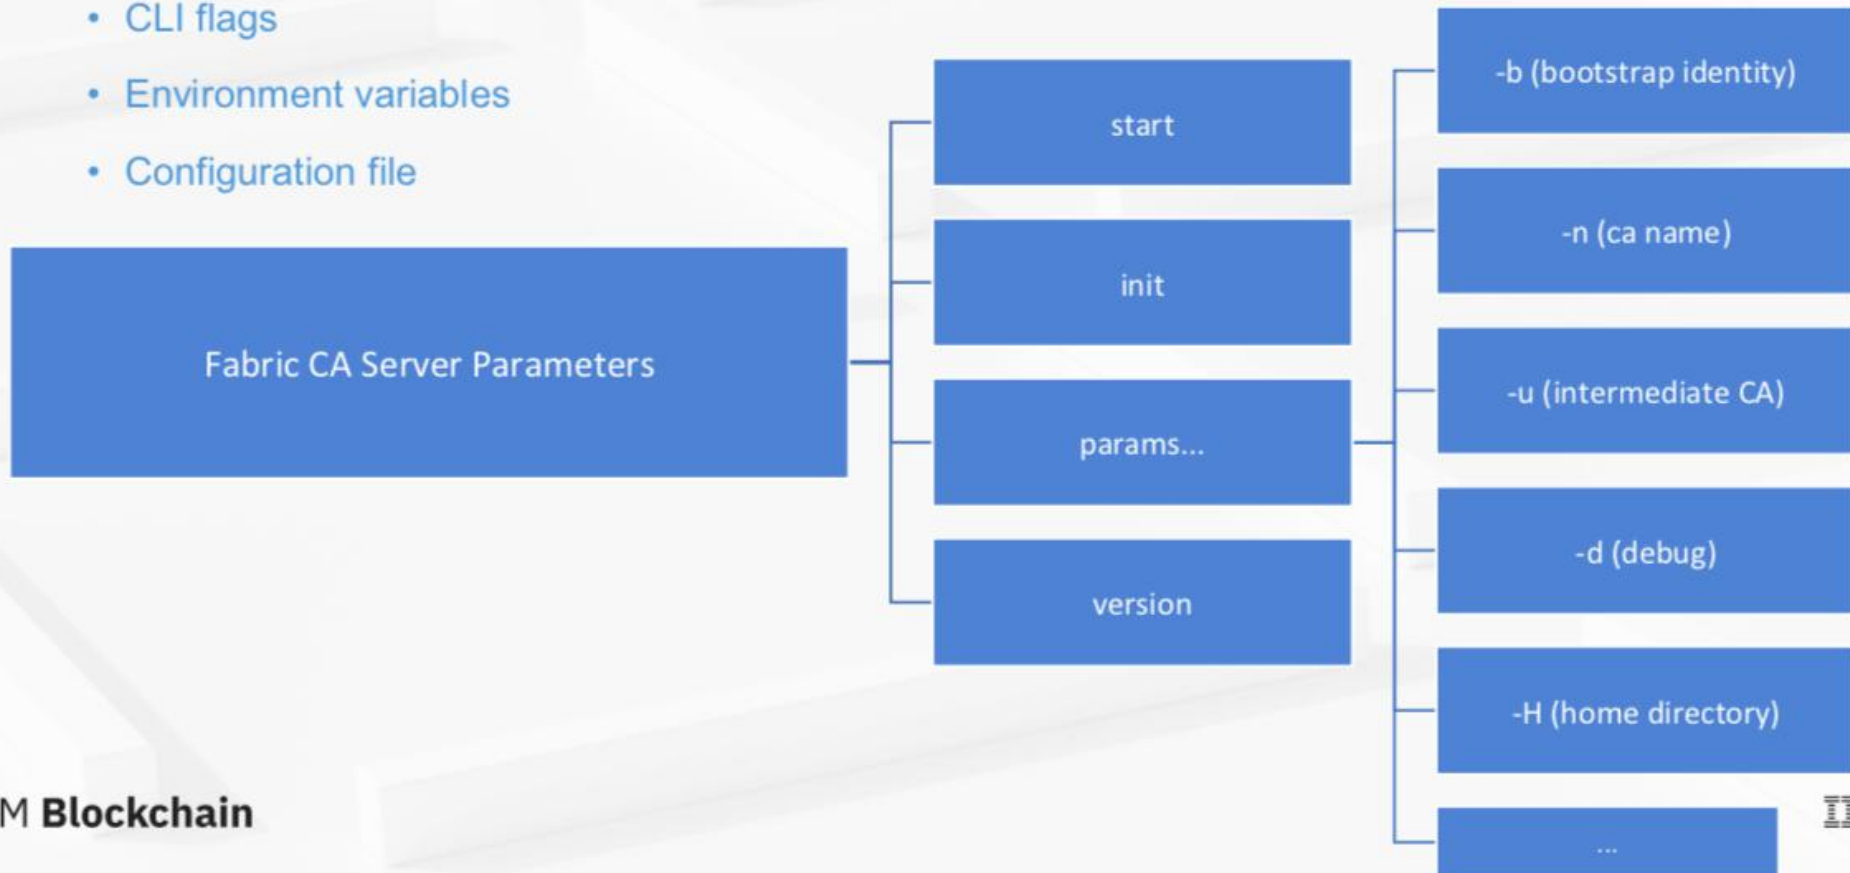 • CLI flags
• Environment variables
• Configuration file
Fabric CA Server Parameters
start
init
params...
version
-b (bootstrap identity)
-n (ca name)
-u (intermediate CA)
-d (debug)
-H (home directory)
...
M Blockchain